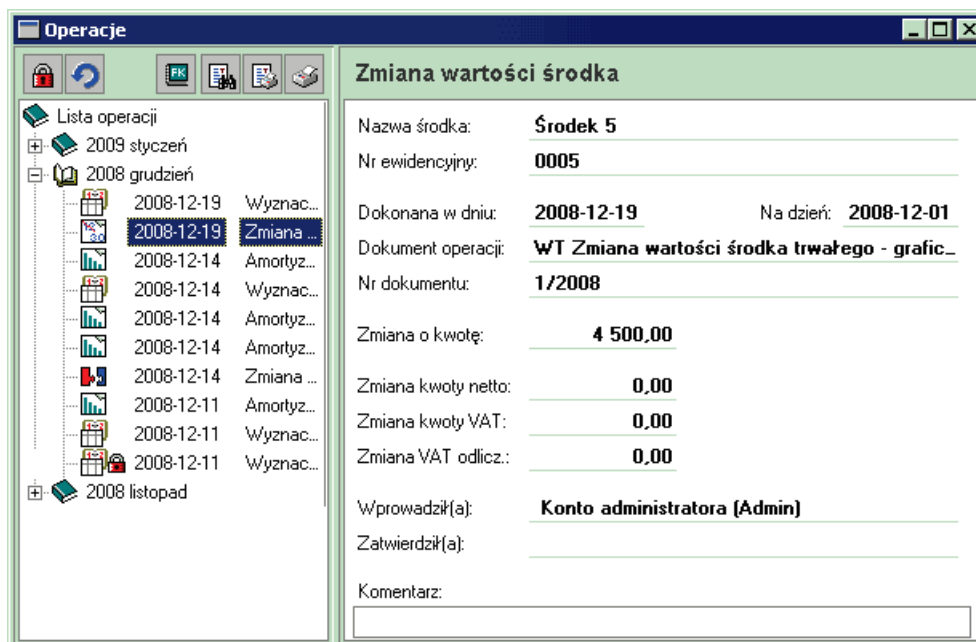 Operacje
FK
Zmiana wartości środka
Lista operacji
2009 styczeń
2008 grudzień
2008-12-19 Wyznac...
2008-12-19 Zmiana ...
2008-12-14 Amortyz...
2008-12-14 Wyznac...
2008-12-14 Amortyz...
2008-12-14 Amortyz...
2008-12-14 Zmiana ...
2008-12-11 Amortyz...
2008-12-11 Wyznac...
2008-12-11 Wyznac...
2008 listopad
Nazwa środka: Środek 5
Nr ewidencyjny: 0005
Dokonana w dniu: 2008-12-19 Na dzień: 2008-12-01
Dokument operacji: WT Zmiana wartości środka trwałego - grafic...
Nr dokumentu: 1/2008
Zmiana o kwotę: 4 500,00
Zmiana kwoty netto: 0,00
Zmiana kwoty VAT: 0,00
Zmiana VAT odlicz.: 0,00
Wprowadził(a): Konto administratora (Admin)
Zatwierdził(a):
Komentarz: